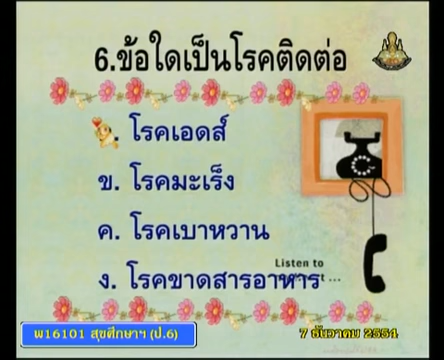 6.ข้อใดเป็นโรคติดต่อ
. โรคเอดส์
ข. โรคมะเร็ง
ค. โรคเบาหวาน
Listen to
ง. โรคขาดสารอาหาร ...
พ16101 สุขศึกษาฯ (ป.6)
7 ธันวาคม 2554